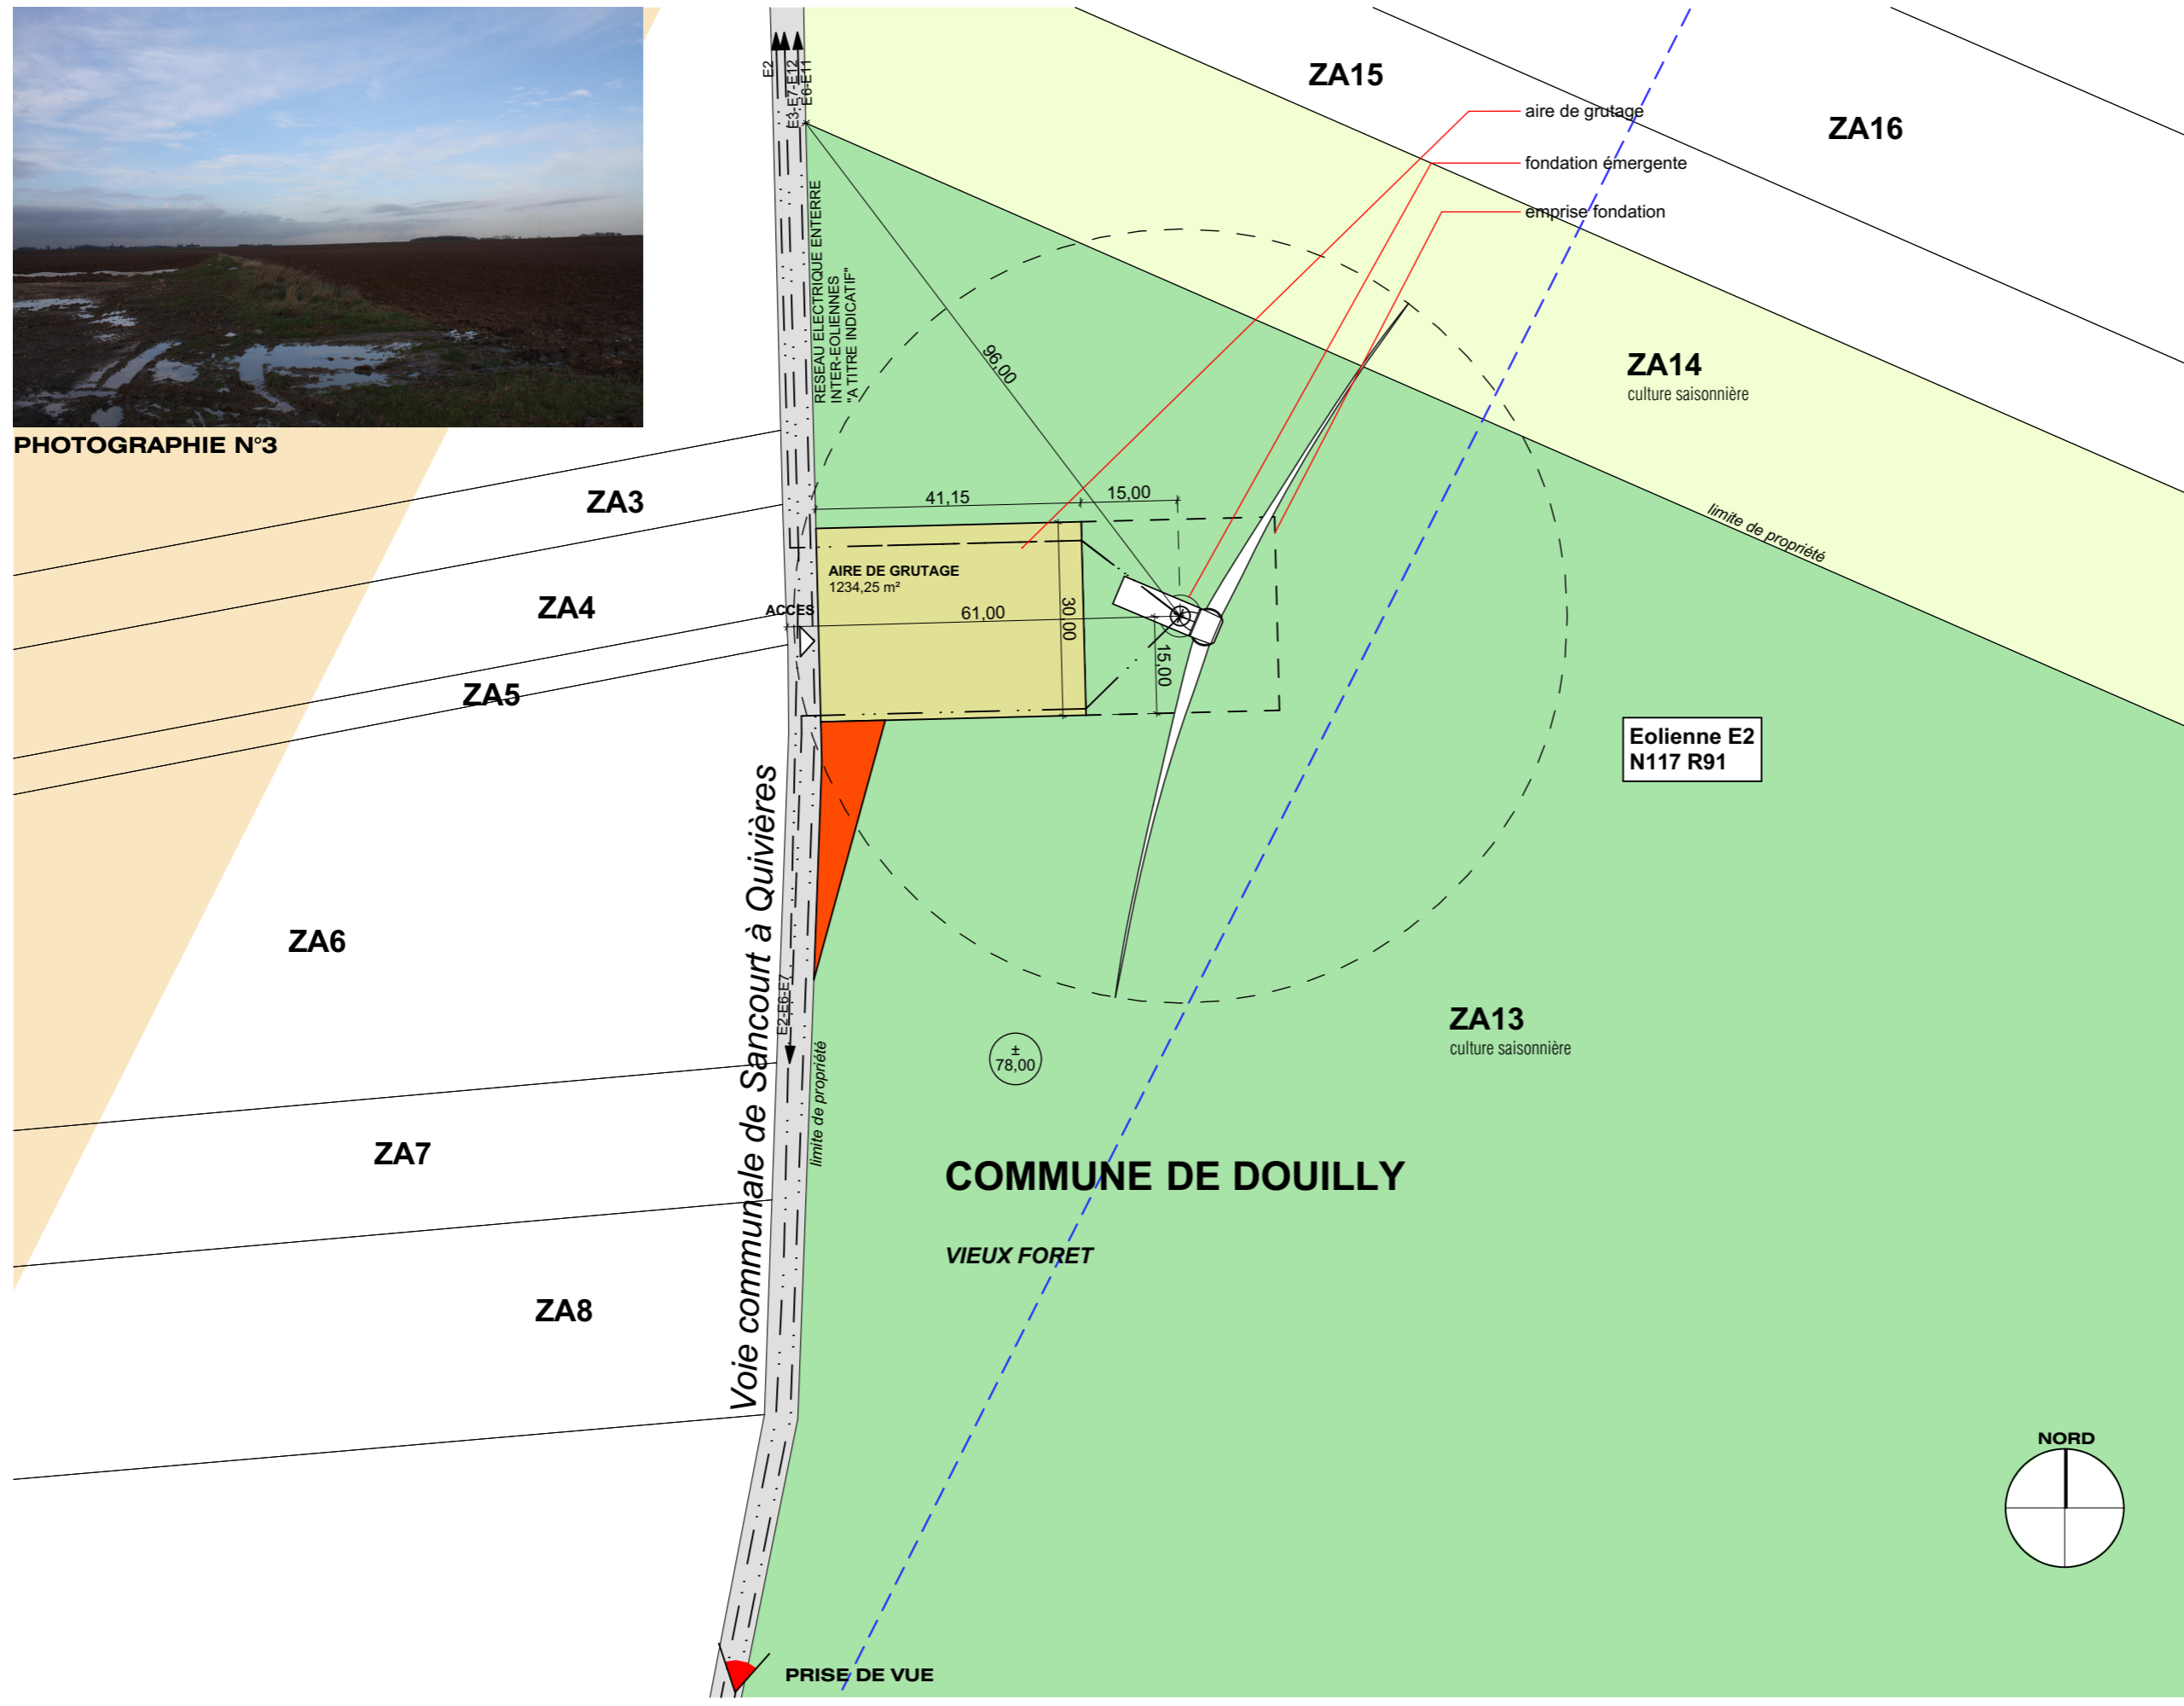 E2
E3-E7-E12
E6-E11
ZA15
ZA16
aire de grutage
fondation émergente
emprise fondation
RESEAU ELECTRIQUE ENTERRE
INTER-EOLIENNES
"A TITRE INDICATIF"
96,00
ZA14
culture saisonnière
PHOTOGRAPHIE N°3
ZA3
41,15
15,00
limite de propriété
AIRE DE GRUTAGE
1234,25 m²
ZA4
ACCES
61,00
30,00
15,00
ZA5
Eolienne E2
N117 R91
Voie communale de Sancourt à Quivières
ZA6
E2-E6-E7
ZA13
culture saisonnière
±
78,00
limite de propriété
ZA7
COMMUNE DE DOUILLY
VIEUX FORET
ZA8
NORD
PRISE DE VUE